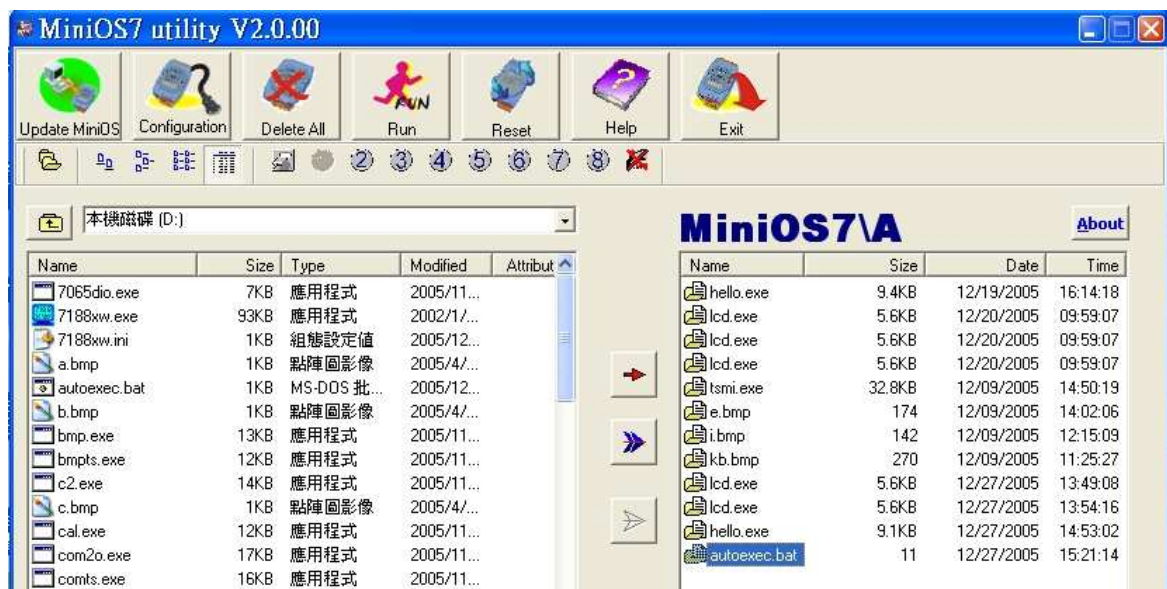 MiniOS7 utility V2.0.00
Update MiniOS Configuration Delete All Run Reset Help Exit
2 3 4 5 6 7 8
本機磁碟 (D:)
MiniOS7\A
About
Name Size Type Modified Attribut
7065dio.exe 7KB 應用程式 2005/11...
7188xw.exe 93KB 應用程式 2002/1/...
7188xw.ini 1KB 組態設定值 2005/12...
a.bmp 1KB 點陣圖影像 2005/4/...
autoexec.bat 1KB MS-DOS 批... 2005/12...
b.bmp 1KB 點陣圖影像 2005/4/...
bmp.exe 13KB 應用程式 2005/11...
bmpts.exe 12KB 應用程式 2005/11...
c2.exe 14KB 應用程式 2005/11...
c.bmp 1KB 點陣圖影像 2005/4/...
cal.exe 12KB 應用程式 2005/11...
com2o.exe 17KB 應用程式 2005/11...
comts.exe 16KB 應用程式 2005/11...
Name Size Date Time
hello.exe 9.4KB 12/19/2005 16:14:18
lcd.exe 5.6KB 12/20/2005 09:59:07
lcd.exe 5.6KB 12/20/2005 09:59:07
lcd.exe 5.6KB 12/20/2005 09:59:07
tsmi.exe 32.8KB 12/09/2005 14:50:19
e.bmp 174 12/09/2005 14:02:06
i.bmp 142 12/09/2005 12:15:09
kb.bmp 270 12/09/2005 11:25:27
lcd.exe 5.6KB 12/27/2005 13:49:08
lcd.exe 5.6KB 12/27/2005 13:54:16
hello.exe 9.1KB 12/27/2005 14:53:02
autoexec.bat 11 12/27/2005 15:21:14